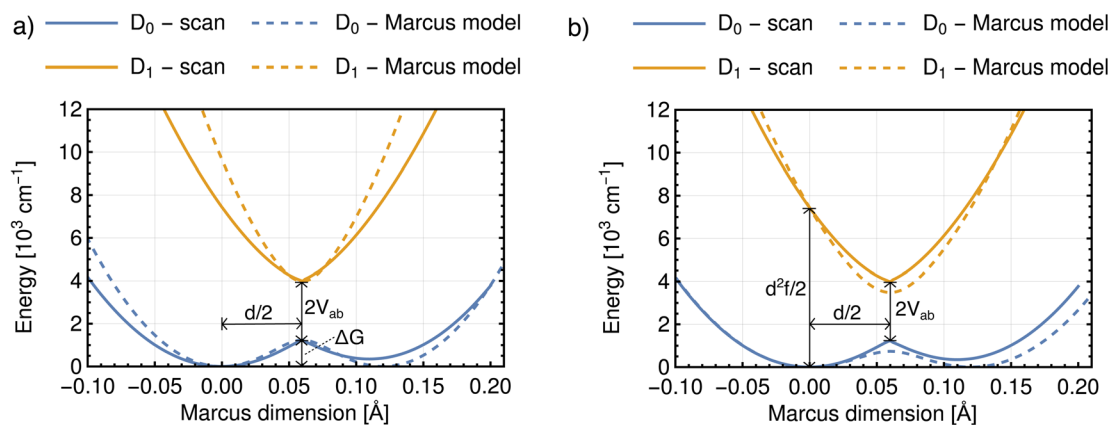 a)
D₀ – scan
D₀ – Marcus model
D₁ – scan
D₁ – Marcus model
12
10
8
6
4
2
0
Energy [10³ cm⁻¹]
d/2
2Vab
ΔG
−0.10
−0.05
0.00
0.05
0.10
0.15
0.20
Marcus dimension [Å]
b)
D₀ – scan
D₀ – Marcus model
D₁ – scan
D₁ – Marcus model
12
10
8
6
4
2
0
Energy [10³ cm⁻¹]
d²f/2
d/2
2Vab
−0.10
−0.05
0.00
0.05
0.10
0.15
0.20
Marcus dimension [Å]